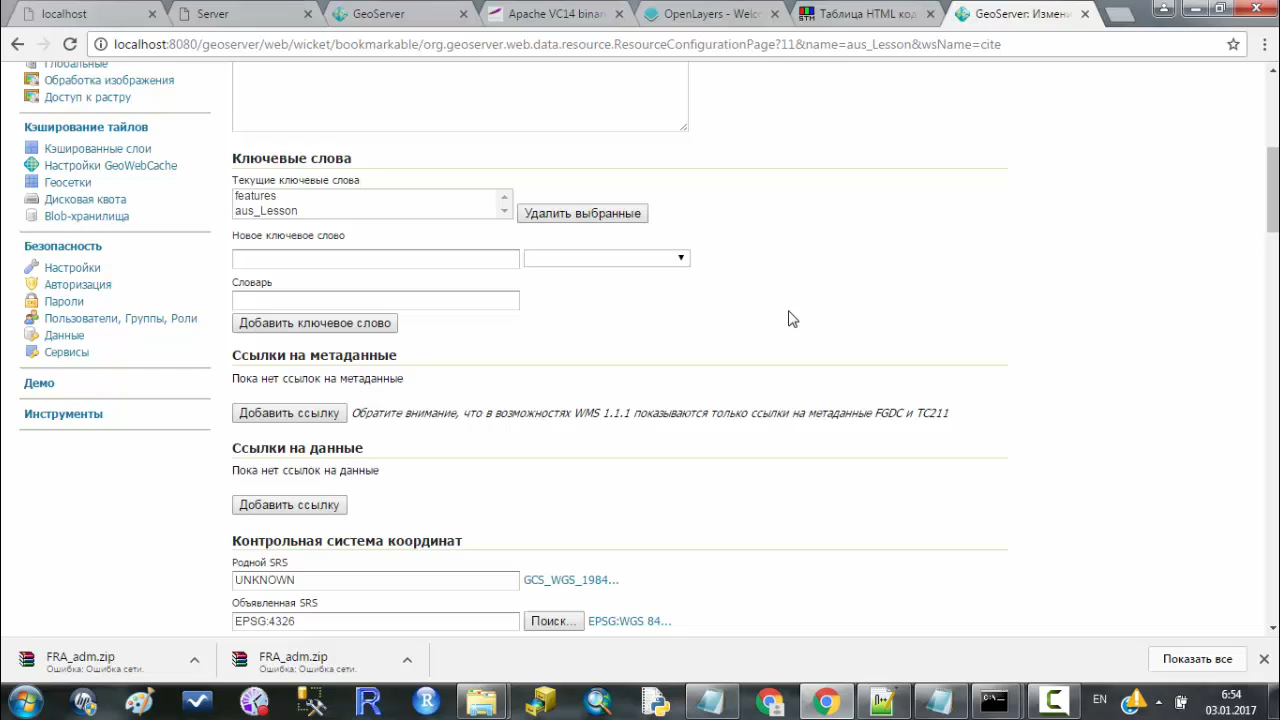 localhost
Server
GeoServer
Apache VC14 binar
OpenLayers - Welc
Таблица HTML код
GeoServer: Измени
localhost:8080/geoserver/web/wicket/bookmarkable/org.geoserver.web.data.resource.ResourceConfigurationPage?11&name=aus_Lesson&wsName=cite
Глобальные
Обработка изображения
Доступ к растру
Кэширование тайлов
Кэшированные слои
Настройки GeoWebCache
Геосетки
Дисковая квота
Blob-хранилища
Безопасность
Настройки
Авторизация
Пароли
Пользователи, Группы, Роли
Данные
Сервисы
Демо
Инструменты
Ключевые слова
Текущие ключевые слова
features
aus_Lesson
Удалить выбранные
Новое ключевое слово
Словарь
Добавить ключевое слово
Ссылки на метаданные
Пока нет ссылок на метаданные
Добавить ссылку Обратите внимание, что в возможностях WMS 1.1.1 показываются только ссылки на метаданные FGDC и TC211
Ссылки на данные
Пока нет ссылок на данные
Добавить ссылку
Контрольная система координат
Родной SRS
UNKNOWN GCS_WGS_1984...
Объявленная SRS
EPSG:4326 Поиск... EPSG:WGS 84...
FRA_adm.zip
Ошибка: Ошибка сети.
FRA_adm.zip
Ошибка: Ошибка сети.
Показать все
EN
6:54
03.01.2017